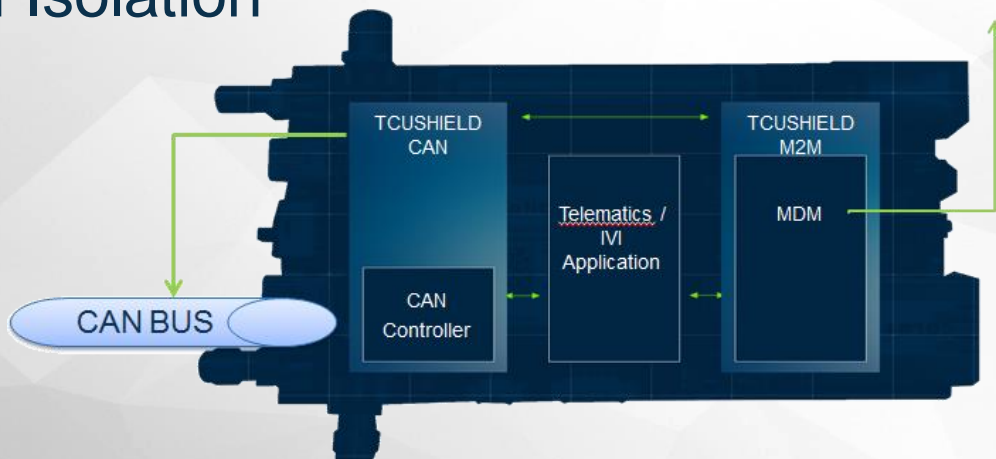 Isolation
TCUSHIELD
CAN
TCUSHIELD
M2M
Telematics /
IVI
Application
MDM
CAN
Controller
CAN BUS